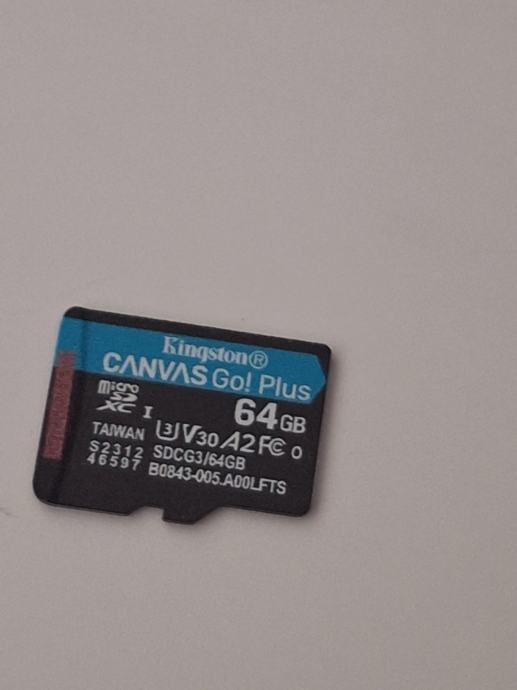 Kingston®
CANVAS Go! Plus
micro SD XC I
64GB
TAIWAN U3 V30 A2 FC
S2312 SDCG3/64GB
46597 B0843-005.A00LFTS